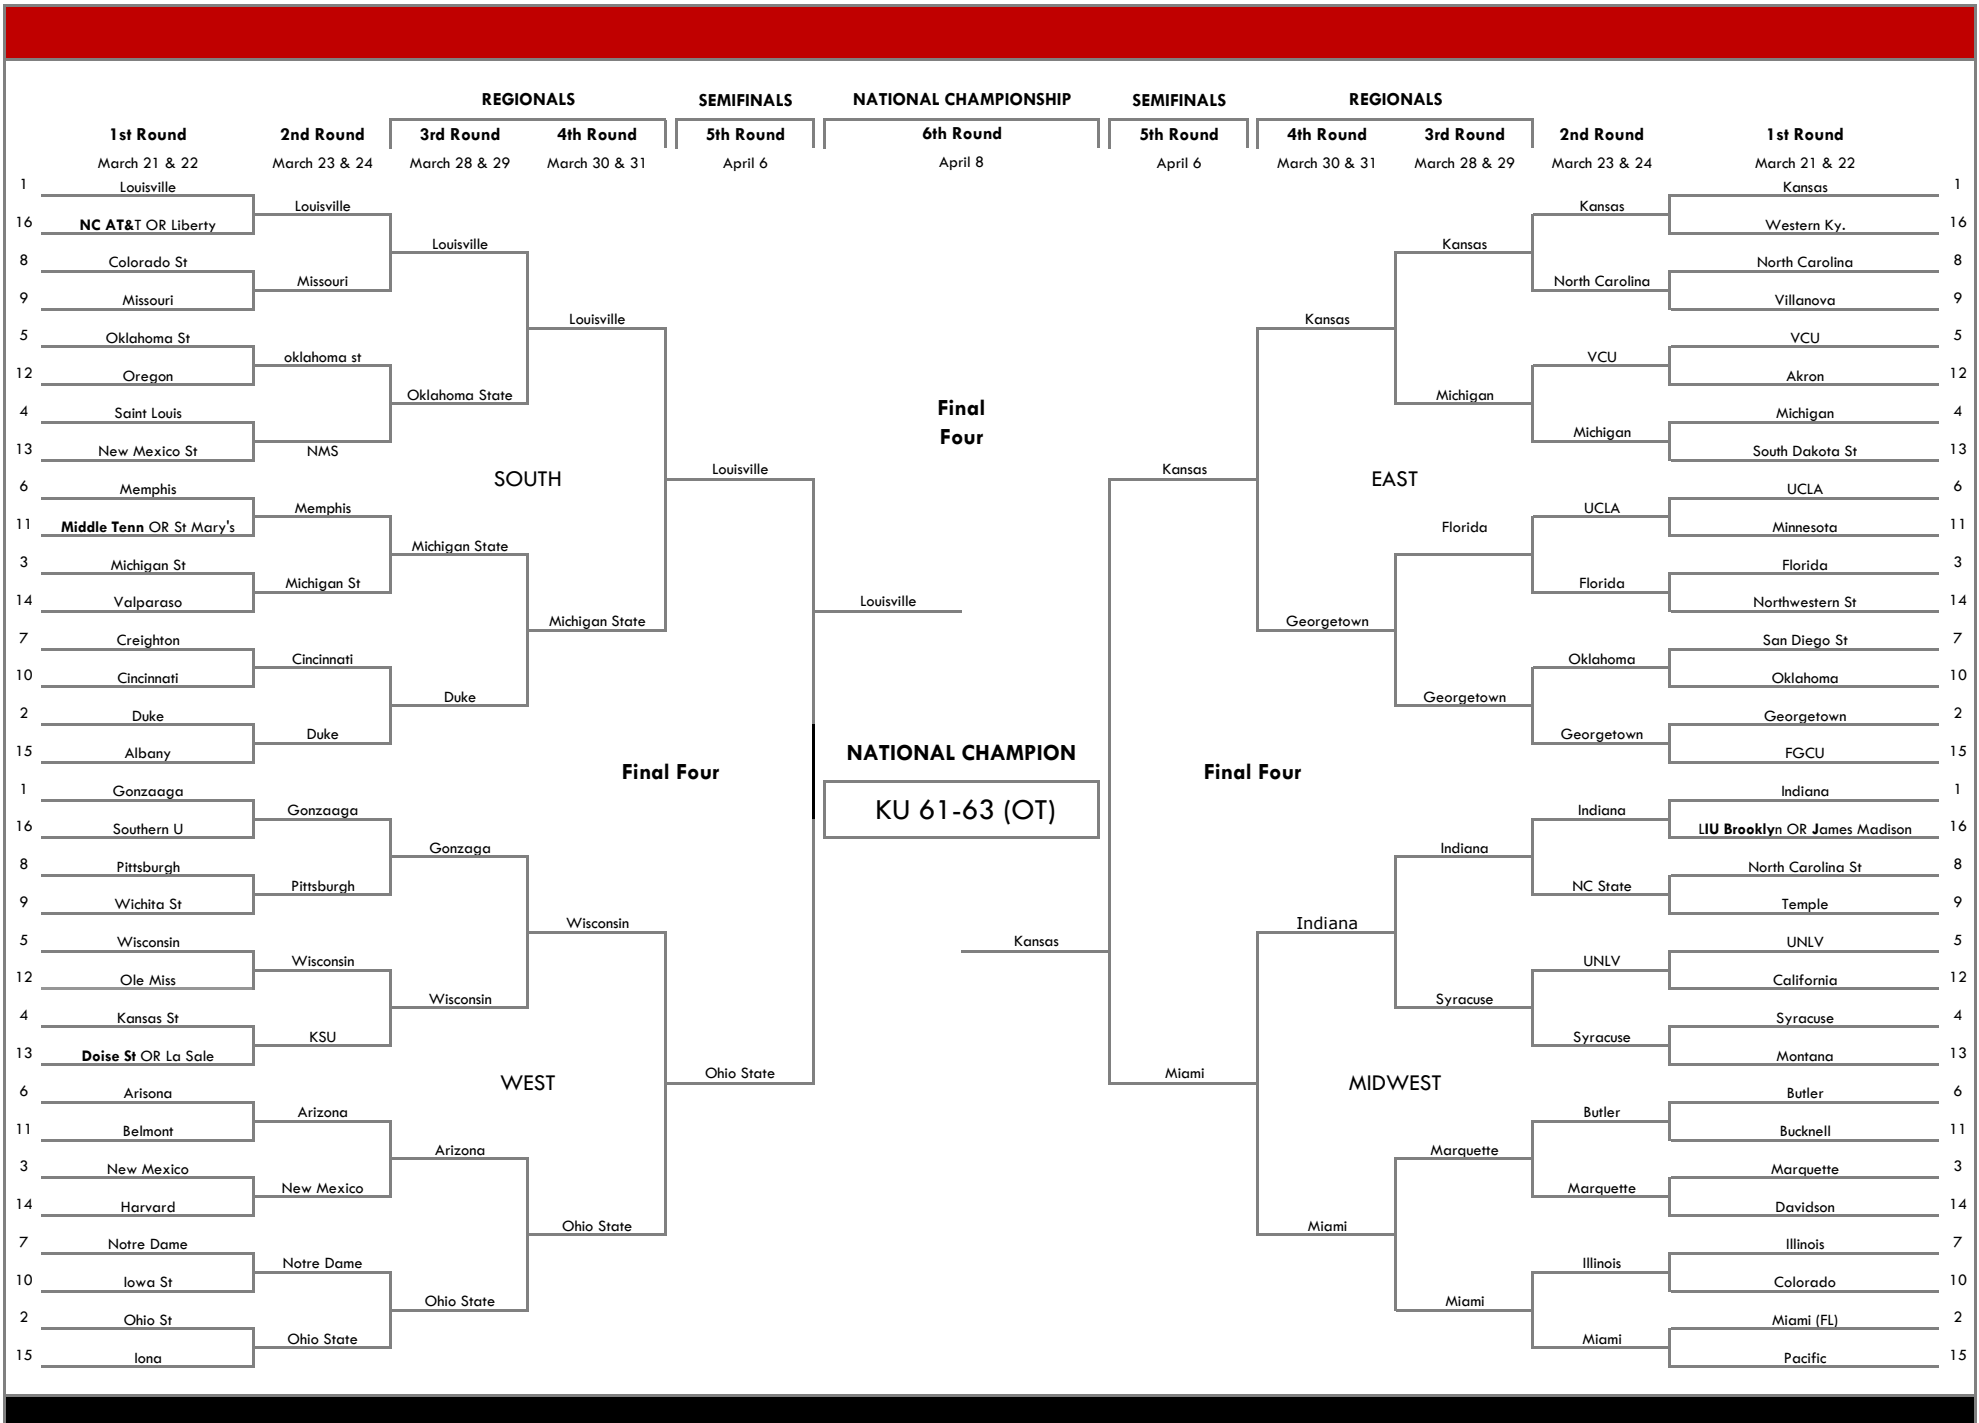 REGIONALS
SEMIFINALS
NATIONAL CHAMPIONSHIP
SEMIFINALS
REGIONALS
1st Round
2nd Round
3rd Round
4th Round
5th Round
6th Round
5th Round
4th Round
3rd Round
2nd Round
1st Round
March 21 & 22
March 23 & 24
March 28 & 29
March 30 & 31
April 6
April 8
April 6
March 30 & 31
March 28 & 29
March 23 & 24
March 21 & 22
1 Louisville
16 NC AT&T OR Liberty
8 Colorado St
9 Missouri
5 Oklahoma St
12 Oregon
4 Saint Louis
13 New Mexico St
6 Memphis
11 Middle Tenn OR St Mary's
3 Michigan St
14 Valparaso
7 Creighton
10 Cincinnati
2 Duke
15 Albany
1 Gonzaaga
16 Southern U
8 Pittsburgh
9 Wichita St
5 Wisconsin
12 Ole Miss
4 Kansas St
13 Doise St OR La Sale
6 Arisona
11 Belmont
3 New Mexico
14 Harvard
7 Notre Dame
10 Iowa St
2 Ohio St
15 Iona
Louisville
Missouri
oklahoma st
NMS
Memphis
Michigan St
Cincinnati
Duke
Gonzaaga
Pittsburgh
Wisconsin
KSU
Arizona
New Mexico
Notre Dame
Ohio State
Louisville
Oklahoma State
SOUTH
Michigan State
Duke
Gonzaga
Wisconsin
WEST
Arizona
Ohio State
Louisville
Michigan State
Wisconsin
Ohio State
Louisville
Final Four
Ohio State
Final
Four
Louisville
NATIONAL CHAMPION
KU 61-63 (OT)
Kansas
Kansas
Final Four
Miami
Kansas
Georgetown
Indiana
Miami
Kansas
Michigan
EAST
Florida
Georgetown
Indiana
Syracuse
MIDWEST
Marquette
Miami
Kansas
North Carolina
VCU
Michigan
UCLA
Florida
Oklahoma
Georgetown
Indiana
NC State
UNLV
Syracuse
Butler
Marquette
Illinois
Miami
Kansas 1
Western Ky. 16
North Carolina 8
Villanova 9
VCU 5
Akron 12
Michigan 4
South Dakota St 13
UCLA 6
Minnesota 11
Florida 3
Northwestern St 14
San Diego St 7
Oklahoma 10
Georgetown 2
FGCU 15
Indiana 1
LIU Brooklyn OR James Madison 16
North Carolina St 8
Temple 9
UNLV 5
California 12
Syracuse 4
Montana 13
Butler 6
Bucknell 11
Marquette 3
Davidson 14
Illinois 7
Colorado 10
Miami (FL) 2
Pacific 15